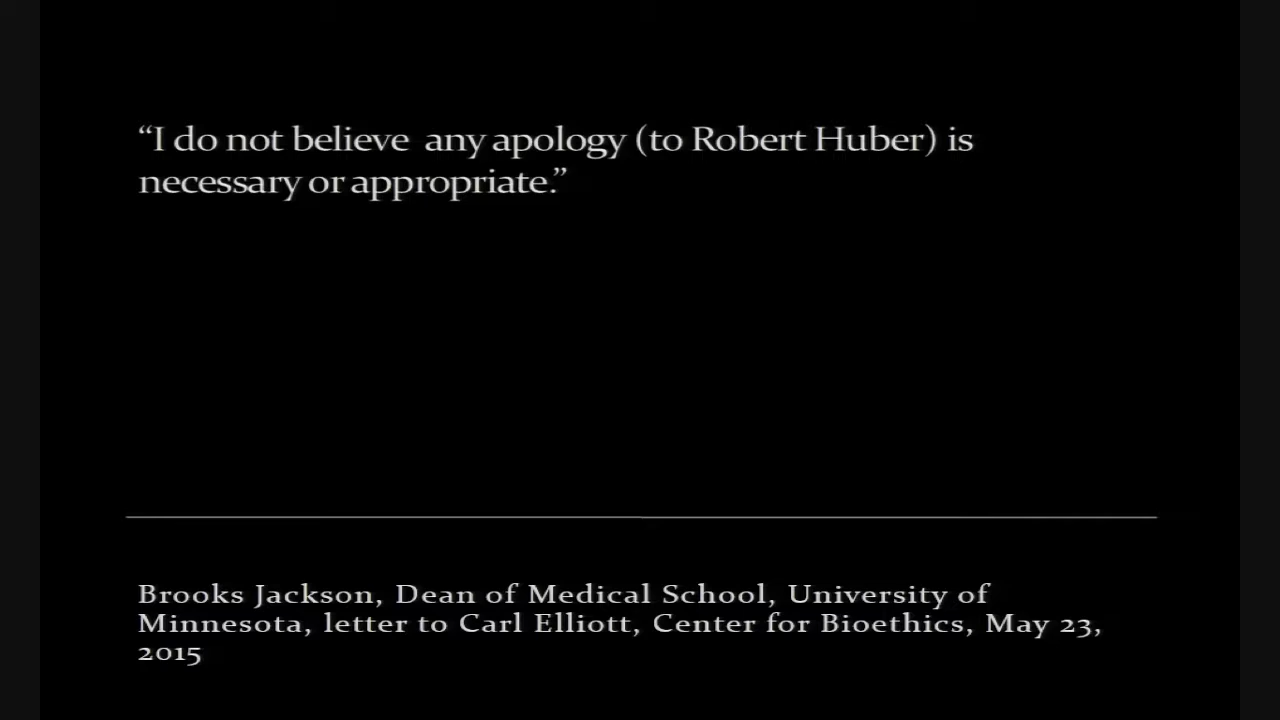 “I do not believe any apology (to Robert Huber) is
necessary or appropriate.”
Brooks Jackson, Dean of Medical School, University of
Minnesota, letter to Carl Elliott, Center for Bioethics, May 23,
2015